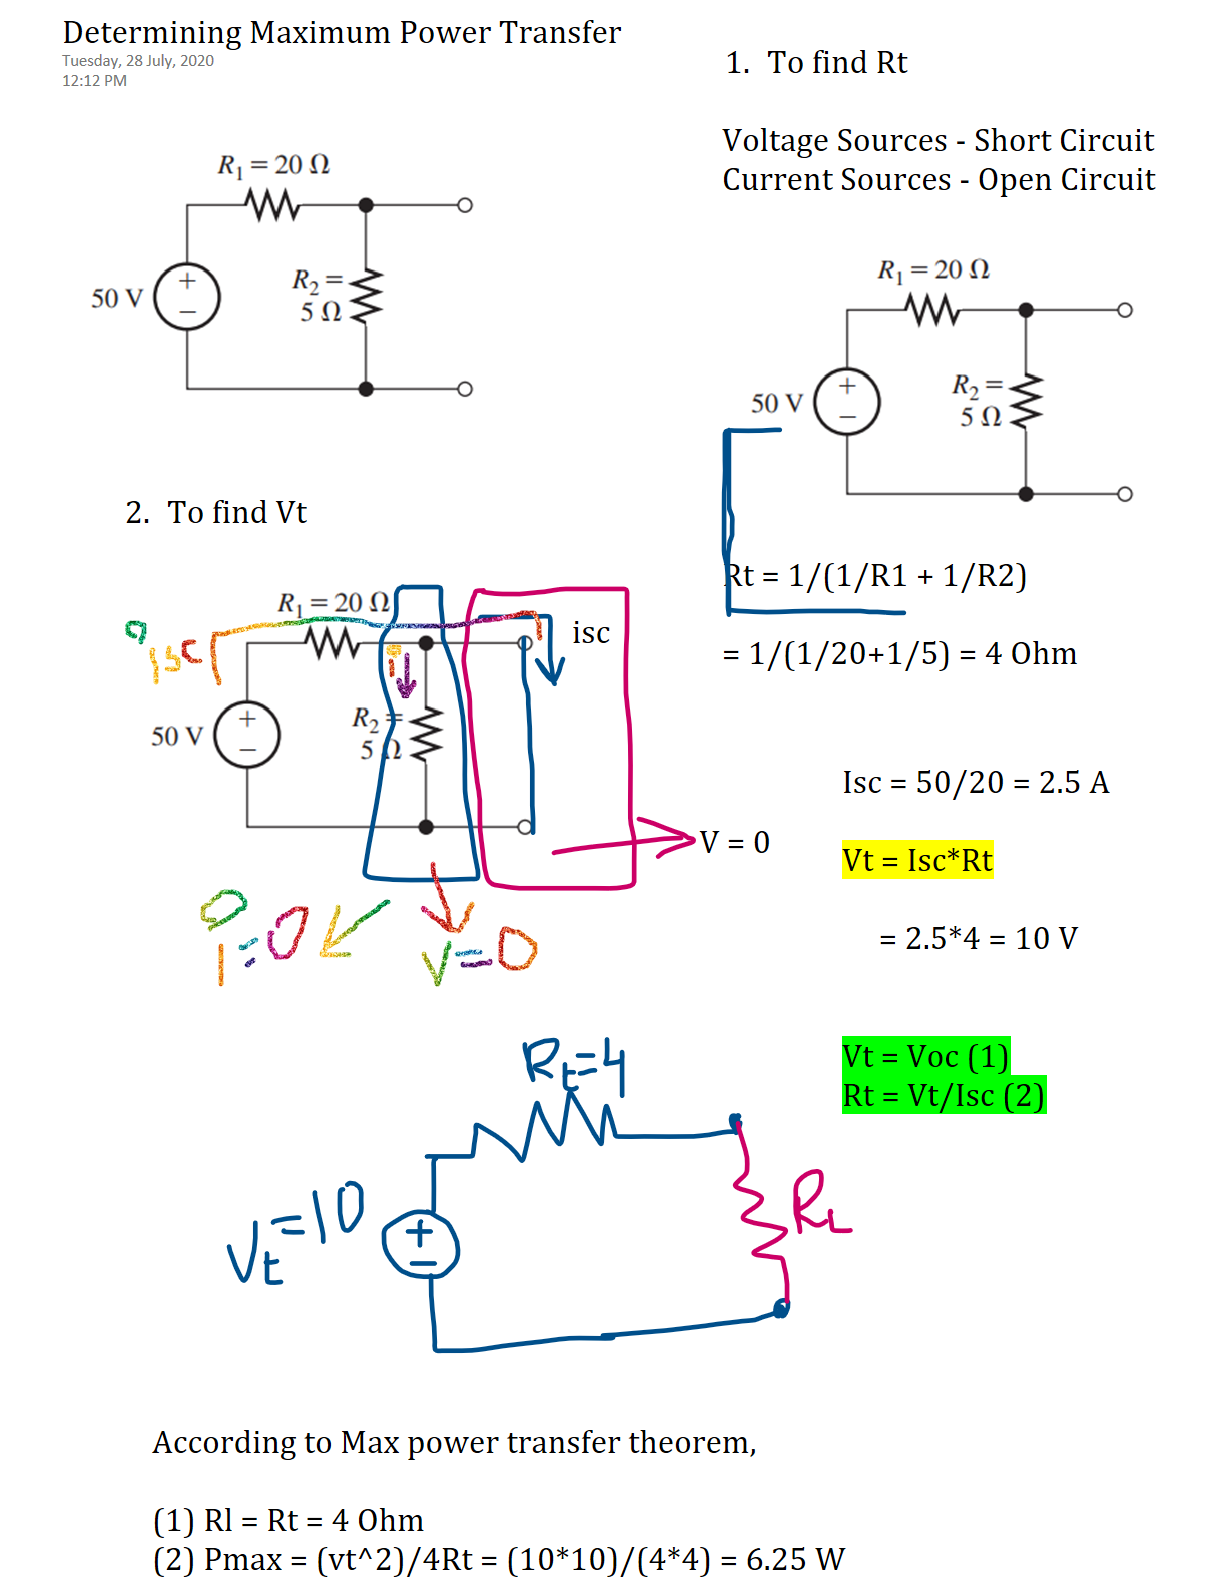 Determining Maximum Power Transfer
Tuesday, 28 July, 2020
12:12 PM
R1 = 20 Ω
50 V
+
−
R2 =
5 Ω
1. To find Rt
Voltage Sources - Short Circuit
Current Sources - Open Circuit
R1 = 20 Ω
50 V
+
−
R2 =
5 Ω
Rt = 1/(1/R1 + 1/R2)
= 1/(1/20+1/5) = 4 Ohm
2. To find Vt
R1 = 20 Ω
isc
isc
i
50 V
+
−
R2 =
5 Ω
V = 0
i=0
V=0
Isc = 50/20 = 2.5 A
Vt = Isc*Rt
= 2.5*4 = 10 V
Vt = Voc (1)
Rt = Vt/Isc (2)
Rt=4
Vt=10
+
−
RL
According to Max power transfer theorem,
(1) Rl = Rt = 4 Ohm
(2) Pmax = (vt^2)/4Rt = (10*10)/(4*4) = 6.25 W